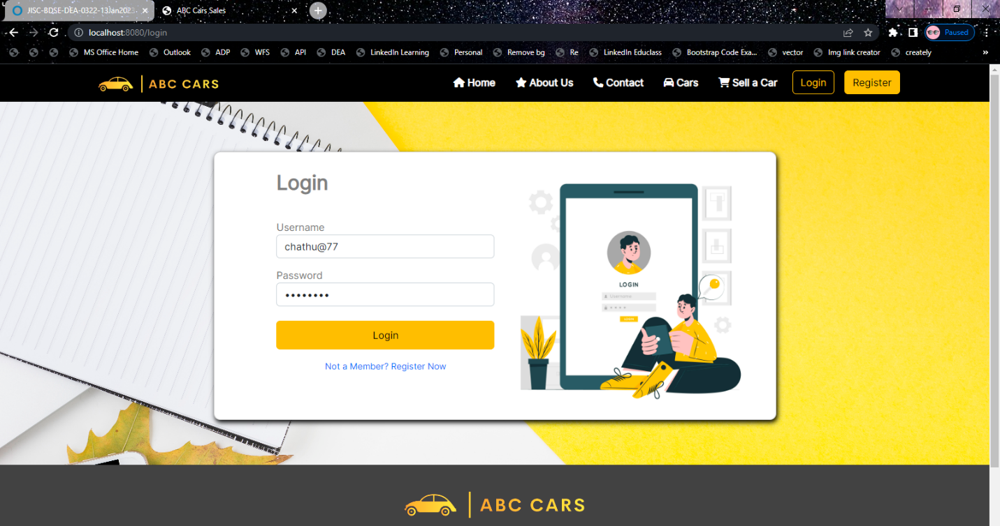 JISC-BDSE-DEA-0322-13Jan2023
ABC Cars Sales
localhost:8080/login
Paused
MS Office Home
Outlook
ADP
WFS
API
DEA
LinkedIn Learning
Personal
Remove bg
Re
LinkedIn Educlass
Bootstrap Code Exa...
vector
Img link creator
creately
»
ABC CARS
Home
About Us
Contact
Cars
Sell a Car
Login
Register
Login
Username
chathu@77
Password
••••••••
Login
Not a Member? Register Now
LOGIN
Username
* * * *
LOGIN
ABC CARS